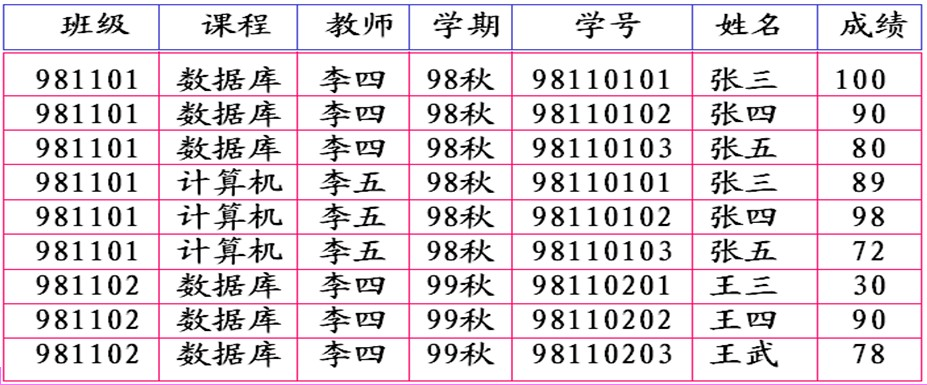 班级 课程 教师 学期 学号 姓名 成绩
981101 数据库 李四 98秋 98110101 张三 100
981101 数据库 李四 98秋 98110102 张四 90
981101 数据库 李四 98秋 98110103 张五 80
981101 计算机 李五 98秋 98110101 张三 89
981101 计算机 李五 98秋 98110102 张四 98
981101 计算机 李五 98秋 98110103 张五 72
981102 数据库 李四 99秋 98110201 王三 30
981102 数据库 李四 99秋 98110202 王四 90
981102 数据库 李四 99秋 98110203 王武 78